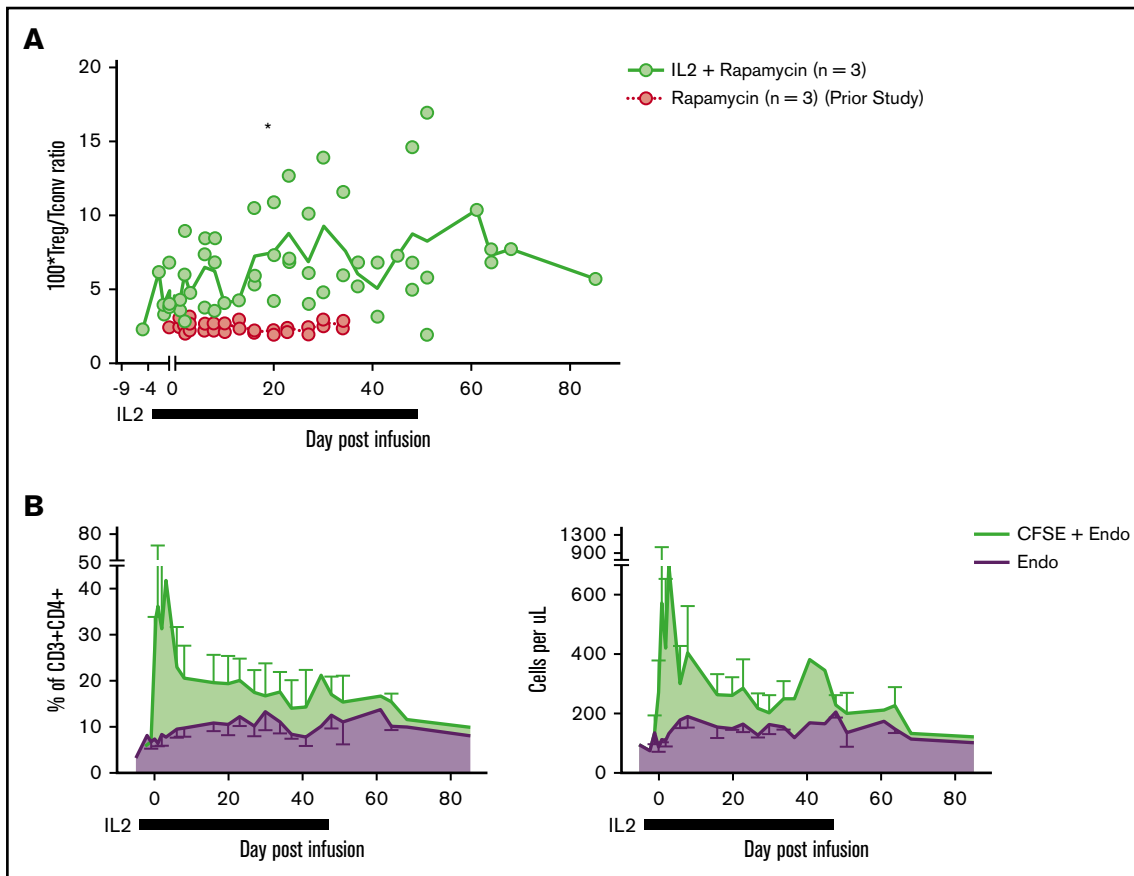 A
20
15
10
5
0
100*Treg/Tconv ratio
*
IL2 + Rapamycin (n = 3)
Rapamycin (n = 3) (Prior Study)
-9 -4 0 20 40 60 80
IL2
Day post infusion
B
80
50
40
30
20
10
0
% of CD3+CD4+
0 20 40 60 80
IL2
Day post infusion
1300
900
600
400
200
0
Cells per uL
0 20 40 60 80
IL2
Day post infusion
CFSE + Endo
Endo